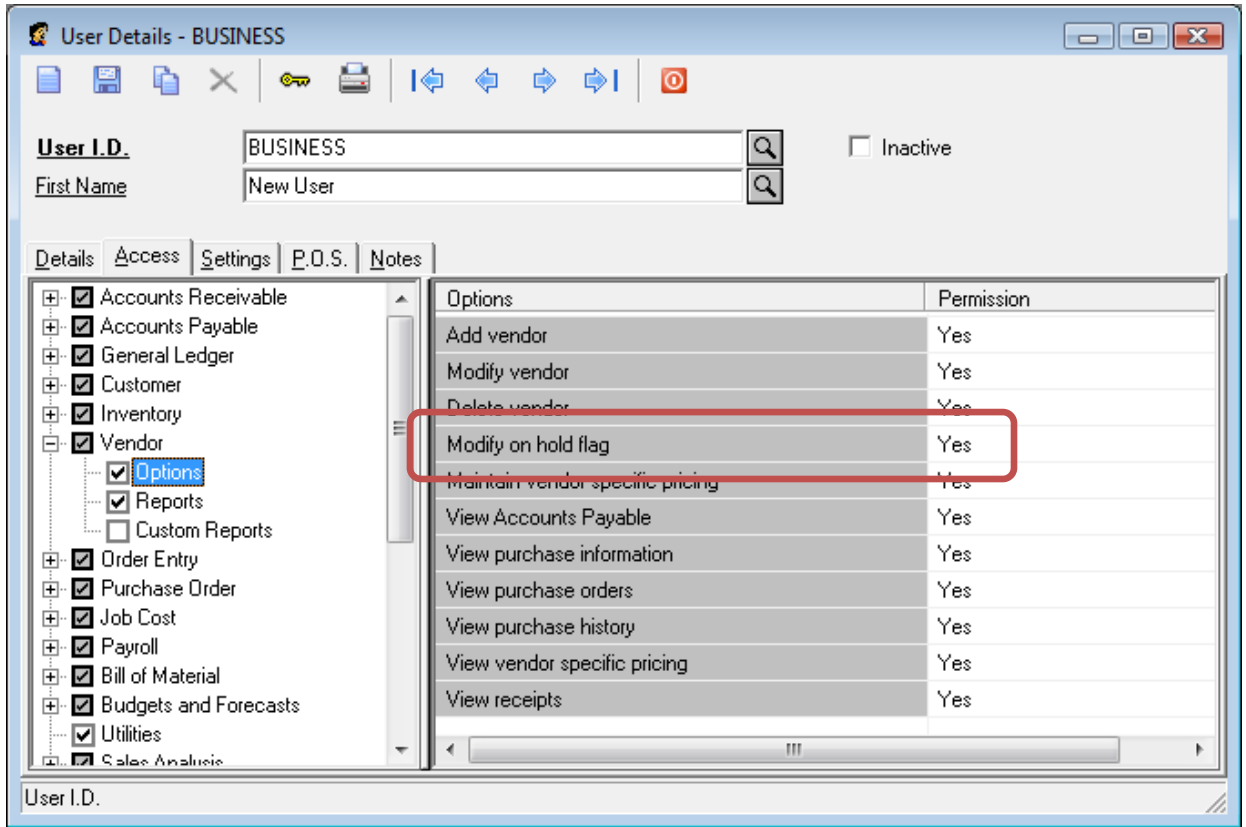 User Details - BUSINESS
User I.D.
BUSINESS
Inactive
First Name
New User
Details Access Settings P.O.S. Notes
Accounts Receivable
Accounts Payable
General Ledger
Customer
Inventory
Vendor
Options
Reports
Custom Reports
Order Entry
Purchase Order
Job Cost
Payroll
Bill of Material
Budgets and Forecasts
Utilities
Sales Analysis
Options Permission
Add vendor Yes
Modify vendor Yes
Delete vendor Yes
Modify on hold flag Yes
Maintain vendor specific pricing Yes
View Accounts Payable Yes
View purchase information Yes
View purchase orders Yes
View purchase history Yes
View vendor specific pricing Yes
View receipts Yes
User I.D.